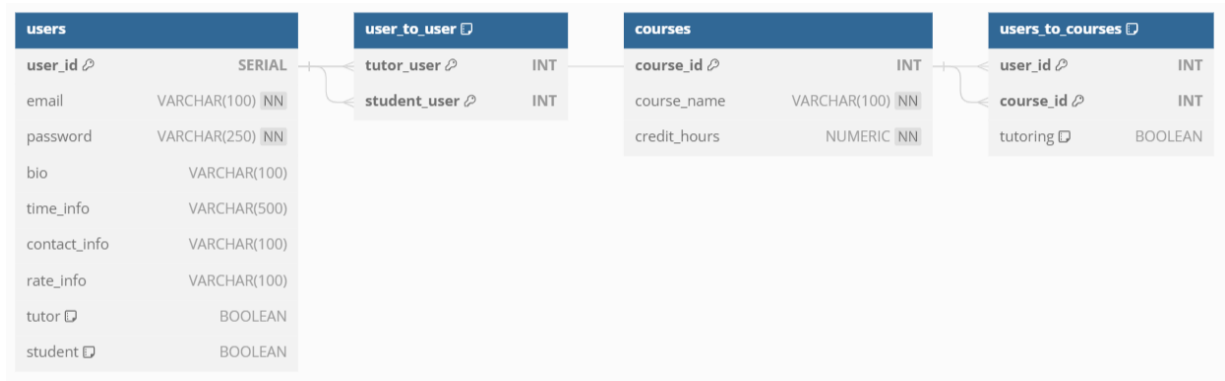 users
user_id SERIAL
email VARCHAR(100) NN
password VARCHAR(250) NN
bio VARCHAR(100)
time_info VARCHAR(500)
contact_info VARCHAR(100)
rate_info VARCHAR(100)
tutor BOOLEAN
student BOOLEAN
user_to_user
tutor_user INT
student_user INT
courses
course_id INT
course_name VARCHAR(100) NN
credit_hours NUMERIC NN
users_to_courses
user_id INT
course_id INT
tutoring BOOLEAN